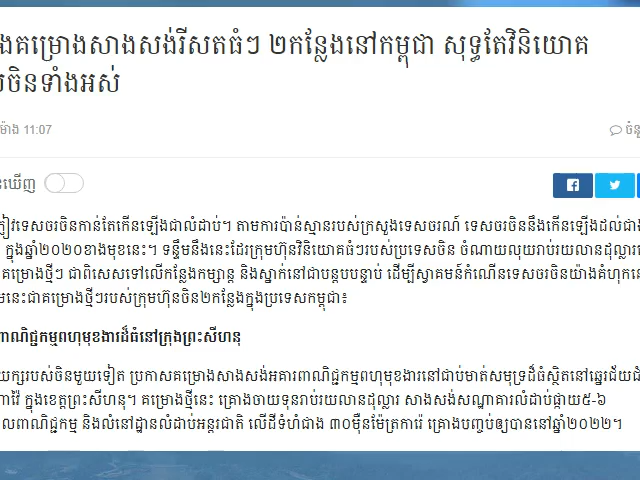 ងគម្រោងសាងសង់រីសតធំៗ ២កន្លែងនៅកម្ពុជា សុទ្ធតែវិនិយោគ
ចិនទាំងអស់
ម៉ោង 11:07
ឃើញ
ភ្ញៀវទេសចរចិនកាន់តែកើនឡើងជាលំដាប់។ តាមការប៉ាន់ស្មានរបស់ក្រសួងទេសចរណ៍ ទេសចរចិននឹងកើនឡើងដល់ជាង
ក្នុងឆ្នាំ២០២០ខាងមុខនេះ។ ទន្ទឹមនឹងនេះដែរក្រុមហ៊ុនវិនិយោគធំៗរបស់ប្រទេសចិន ចំណាយលុយរាប់រយលានដុល្លារ
គម្រោងថ្មីៗ ជាពិសេសទៅលើកន្លែងកម្សាន្ត និងស្នាក់នៅជាបន្តបបន្ទាប់ ដើម្បីស្វាគមន៍កំណើនទេសចរចិនយ៉ាងគំហុក
នេះជាគម្រោងថ្មីៗរបស់ក្រុមហ៊ុនចិន២កន្លែងក្នុងប្រទេសកម្ពុជា៖
ពាណិជ្ជកម្មពហុមុខងារដ៏ធំនៅក្រុងព្រះសីហនុ
យក្សរបស់ចិនមួយទៀត ប្រកាសគម្រោងសាងសង់អគារពាណិជ្ជកម្មពហុមុខងារនៅជាប់មាត់សមុទ្រដ៏ធំស្ថិតនៅឆ្នេរជ័យជំ
ក្នុងខេត្តព្រះសីហនុ។ គម្រោងថ្មីនេះ គ្រោងចាយទុនរាប់រយលានដុល្លារ សាងសង់សណ្ឋាគារលំដាប់ផ្កាយ៥-៦
លពាណិជ្ជកម្ម និងលំនៅដ្ឋានលំដាប់អន្តរជាតិ លើដីទំហំជាង ៣០ម៉ឺនម៉ែត្រការ៉េ គ្រោងបញ្ចប់ឲ្យបាននៅឆ្នាំ២០២២។